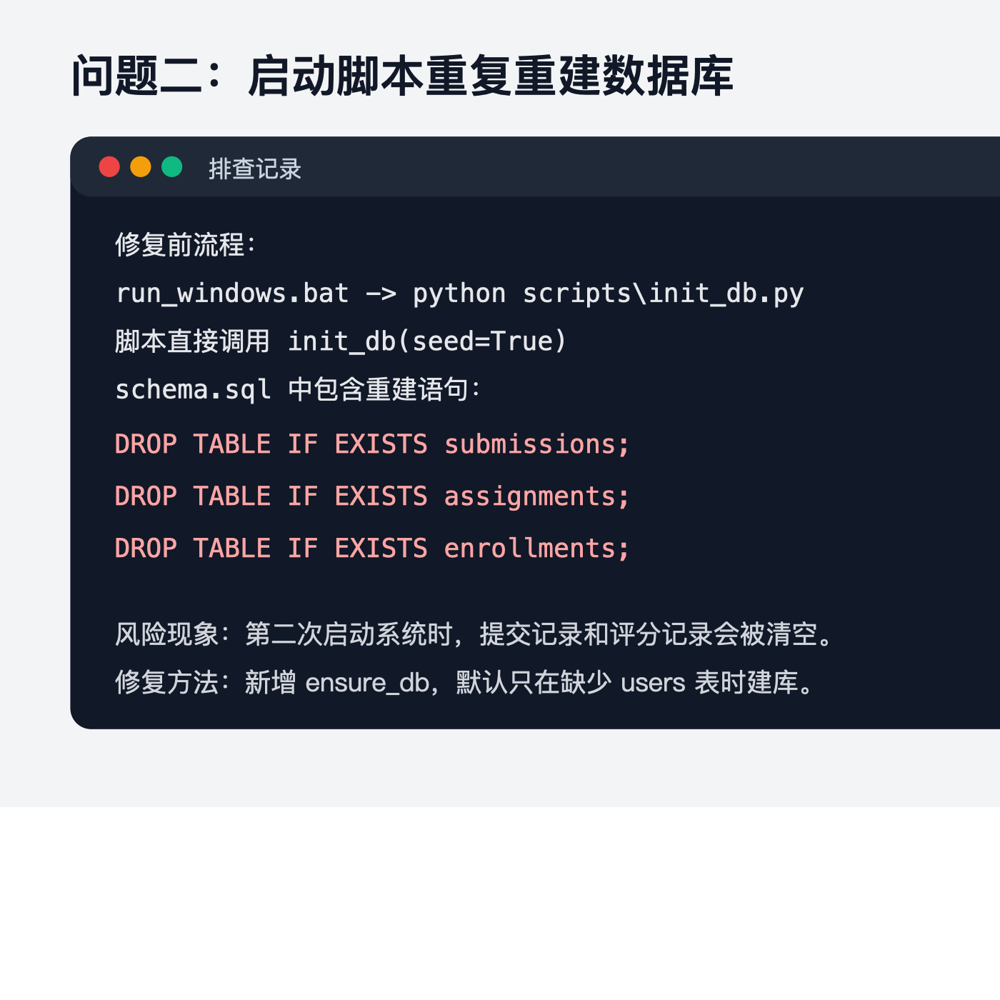 问题二：启动脚本重复重建数据库
排查记录
修复前流程：
run_windows.bat -> python scripts\init_db.py
脚本直接调用 init_db(seed=True)
schema.sql 中包含重建语句：
DROP TABLE IF EXISTS submissions;
DROP TABLE IF EXISTS assignments;
DROP TABLE IF EXISTS enrollments;
风险现象：第二次启动系统时，提交记录和评分记录会被清空。
修复方法：新增 ensure_db，默认只在缺少 users 表时建库。